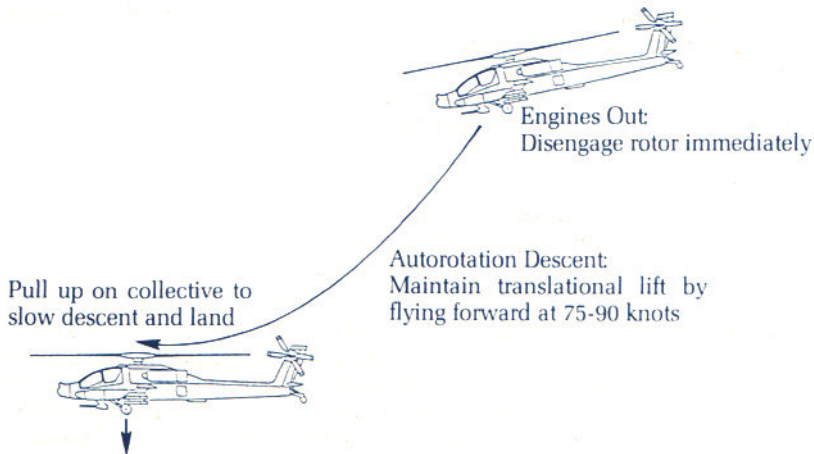 Engines Out:
Disengage rotor immediately
Autorotation Descent:
Maintain translational lift by
flying forward at 75-90 knots
Pull up on collective to
slow descent and land